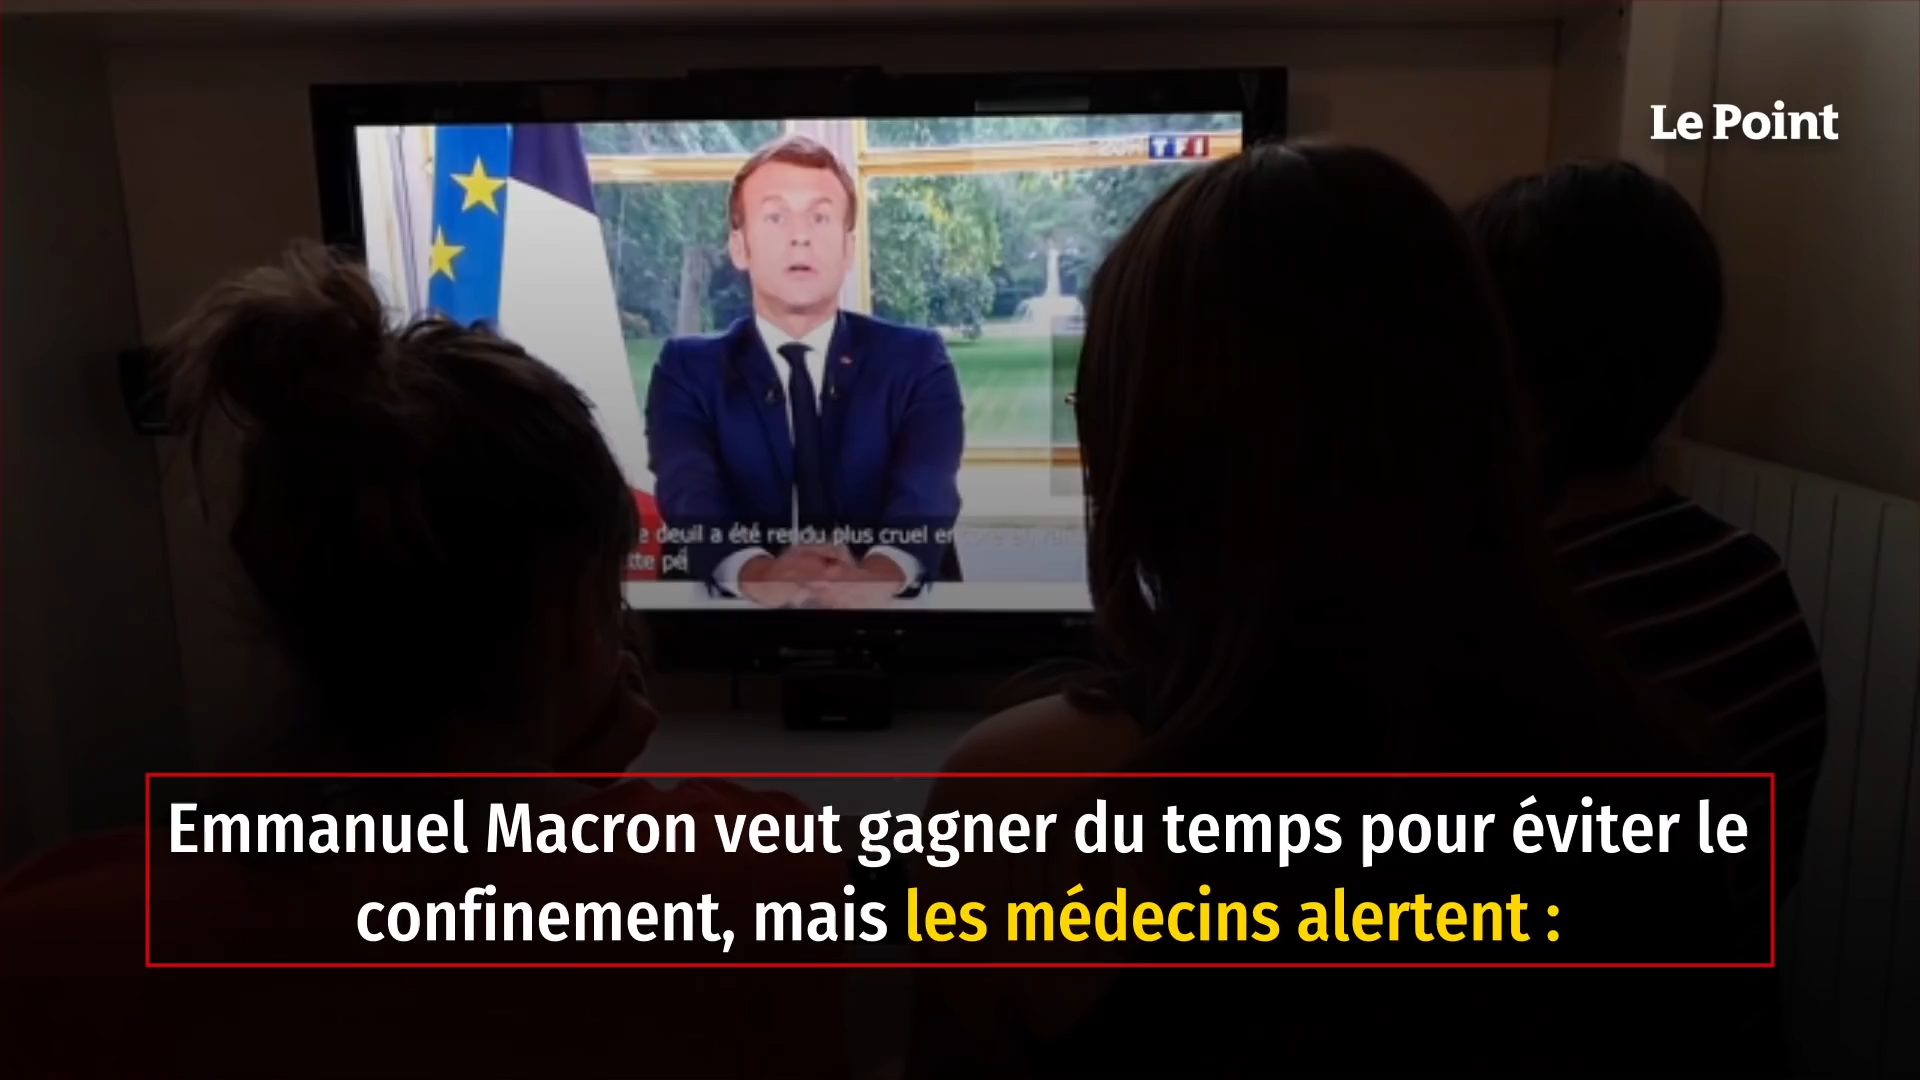 Le Point
TF1
deuil a été rendu plus cruel
Emmanuel Macron veut gagner du temps pour éviter le
confinement, mais les médecins alertent :